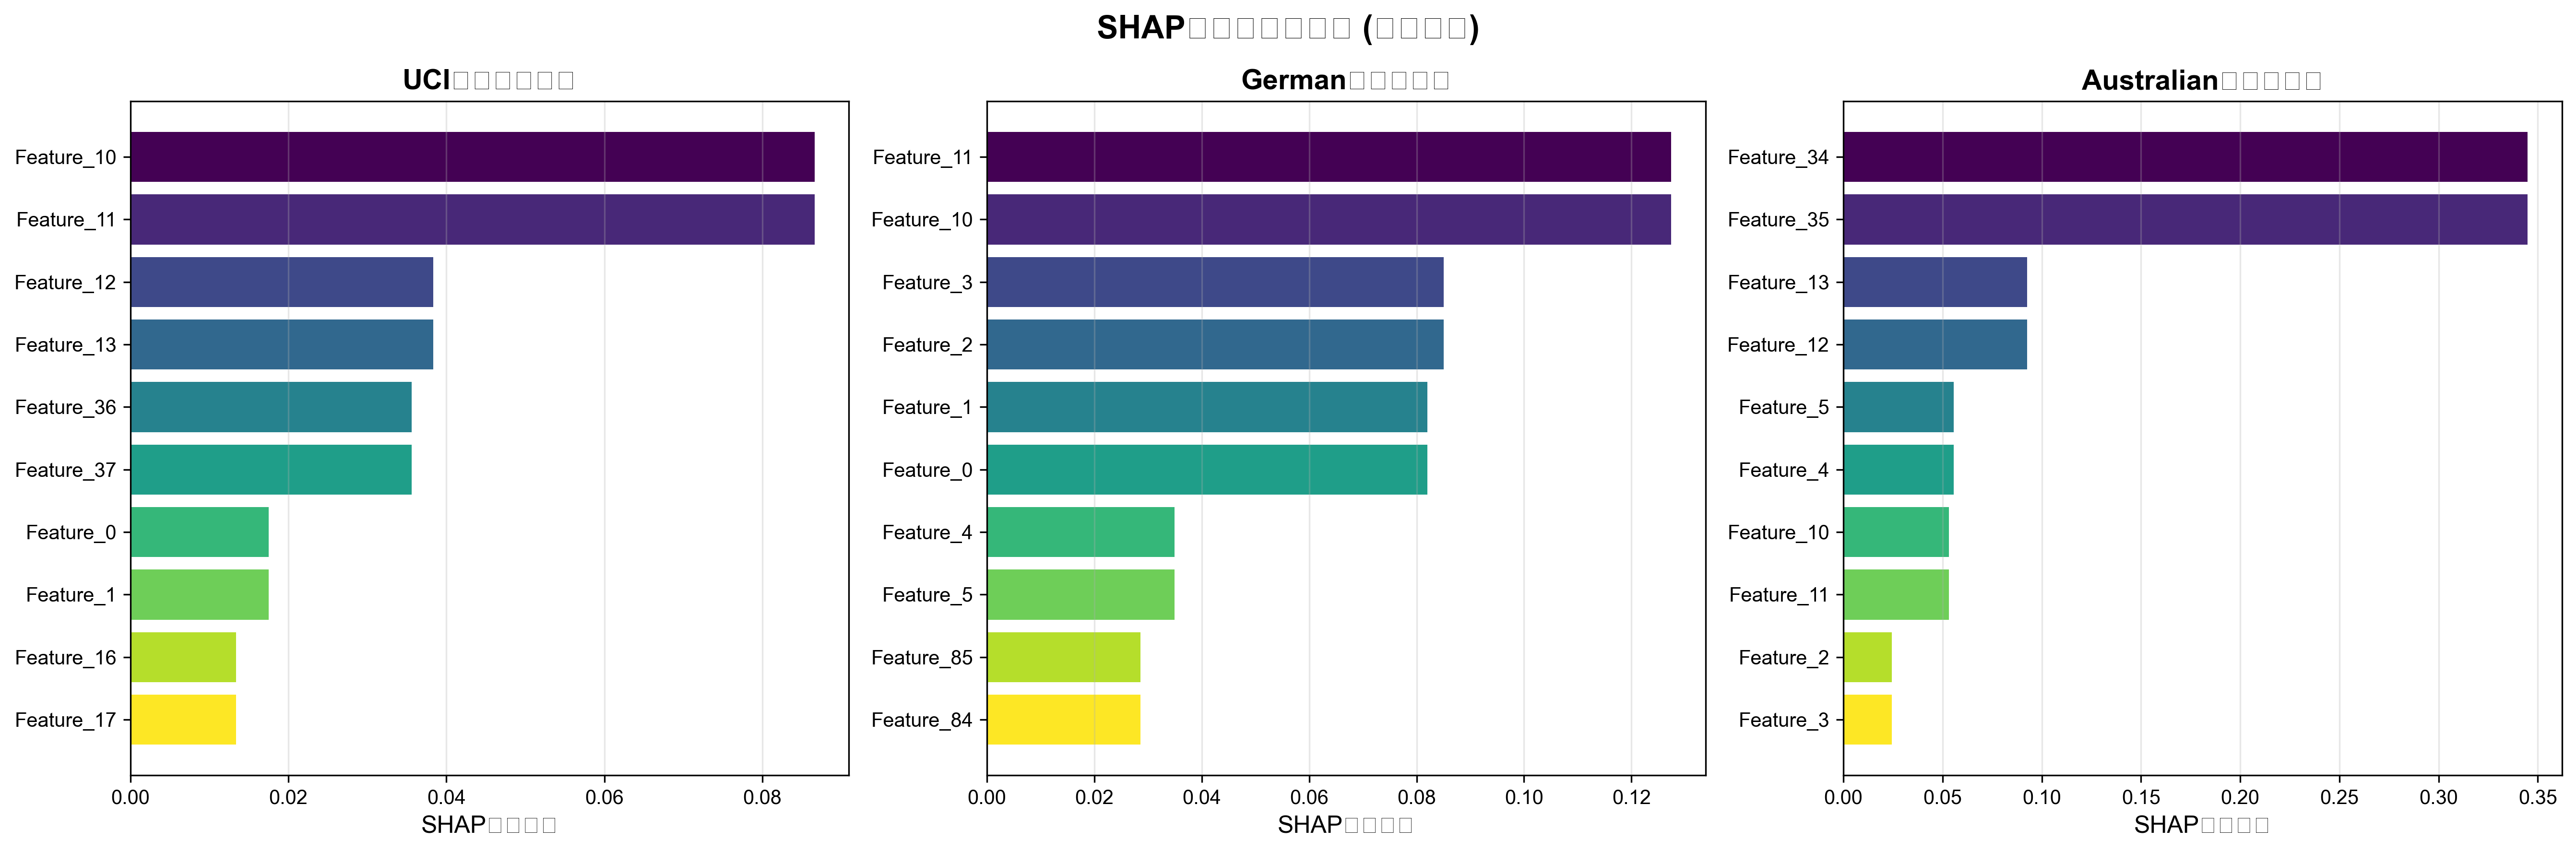 SHAP□□□□□□□ (□□□□)
UCI□□□□□□
Feature_10
Feature_11
Feature_12
Feature_13
Feature_36
Feature_37
Feature_0
Feature_1
Feature_16
Feature_17
0.00 0.02 0.04 0.06 0.08
SHAP□□□□
German□□□□□
Feature_11
Feature_10
Feature_3
Feature_2
Feature_1
Feature_0
Feature_4
Feature_5
Feature_85
Feature_84
0.00 0.02 0.04 0.06 0.08 0.10 0.12
SHAP□□□□
Australian□□□□□
Feature_34
Feature_35
Feature_13
Feature_12
Feature_5
Feature_4
Feature_10
Feature_11
Feature_2
Feature_3
0.00 0.05 0.10 0.15 0.20 0.25 0.30 0.35
SHAP□□□□